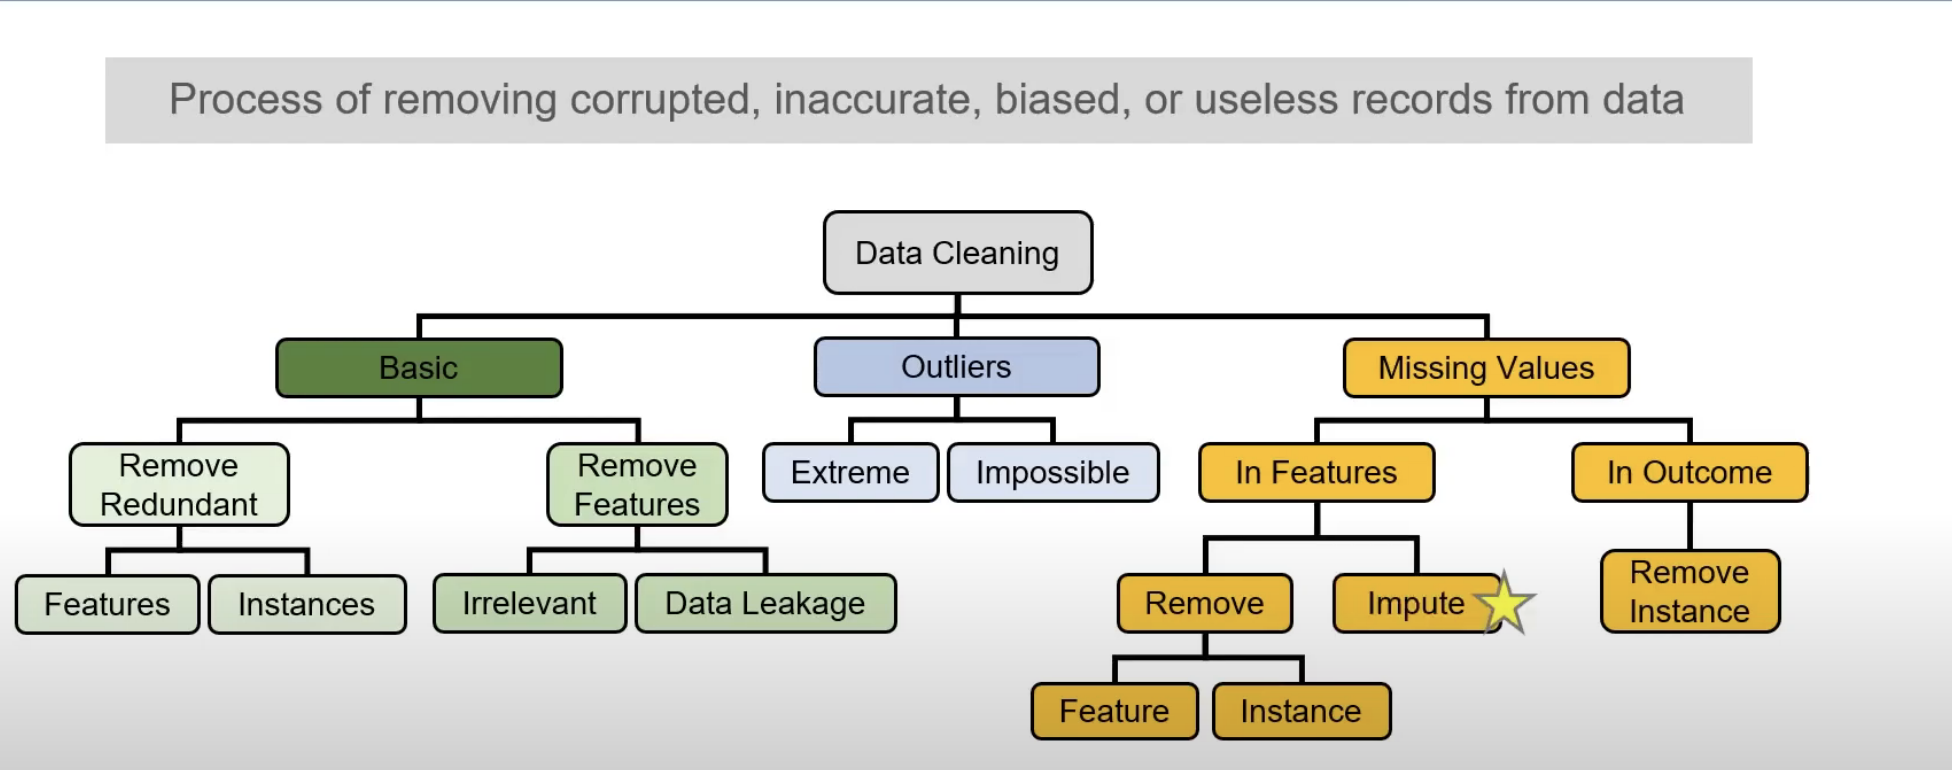 Process of removing corrupted, inaccurate, biased, or useless records from data
Data Cleaning
Basic
Outliers
Missing Values
Remove
Redundant
Remove
Features
Extreme
Impossible
In Features
In Outcome
Features
Instances
Irrelevant
Data Leakage
Remove
Impute
Remove
Instance
Feature
Instance